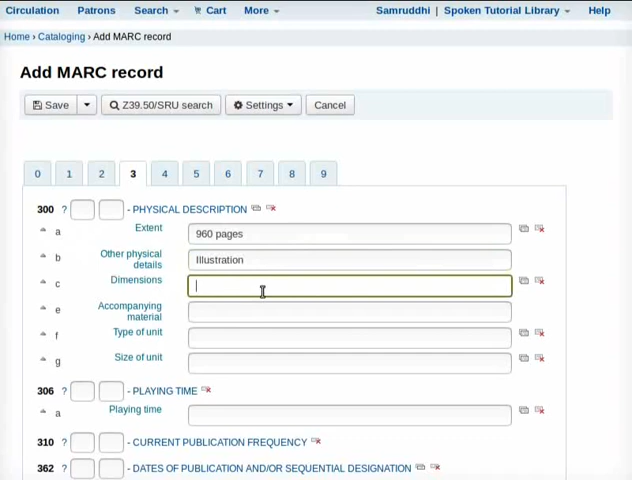 Circulation Patrons Search Cart More Samruddhi | Spoken Tutorial Library Help
Home › Cataloging › Add MARC record
Add MARC record
Save Z39.50/SRU search Settings Cancel
0 1 2 3 4 5 6 7 8 9
300 ? - PHYSICAL DESCRIPTION
a Extent 960 pages
b Other physical details Illustration
c Dimensions
e Accompanying material
f Type of unit
g Size of unit
306 ? - PLAYING TIME
a Playing time
310 ? - CURRENT PUBLICATION FREQUENCY
362 ? - DATES OF PUBLICATION AND/OR SEQUENTIAL DESIGNATION